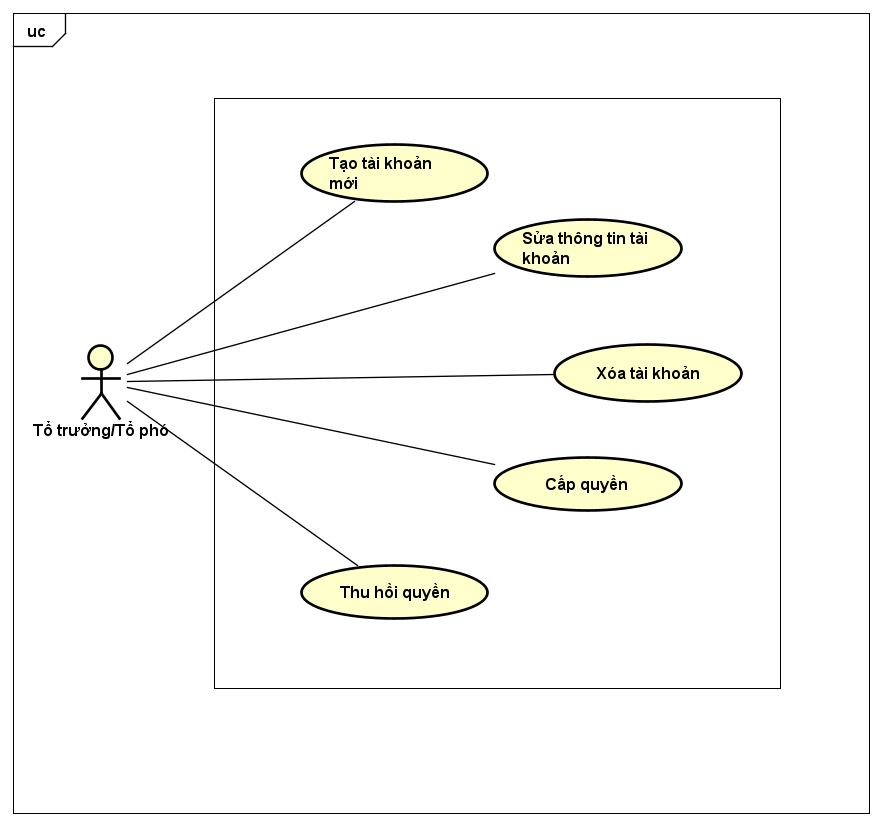 uc
Tạo tài khoản
mới
Sửa thông tin tài
khoản
Xóa tài khoản
Tổ trưởng/Tổ phó
Cấp quyền
Thu hồi quyền